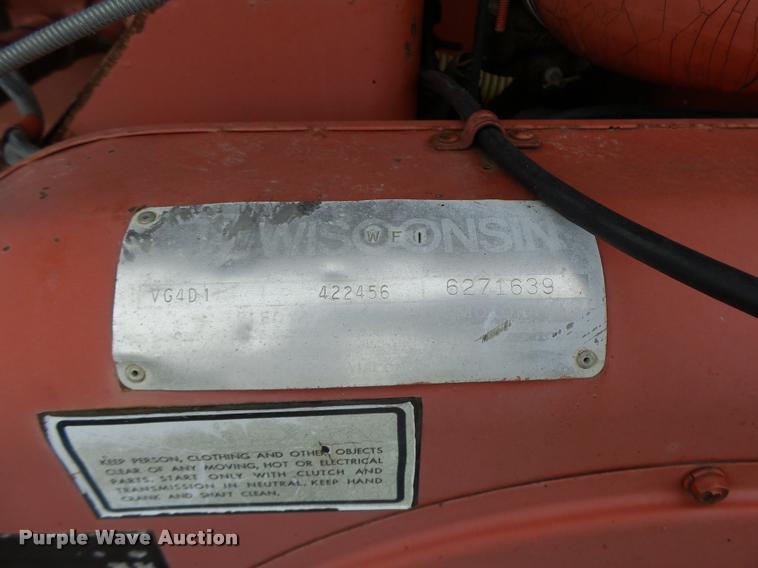 WISCONSIN
WFI
VG4D1 422456 6271639
KEEP PERSON, CLOTHING AND OTHER OBJECTS
CLEAR OF ANY MOVING, HOT OR ELECTRICAL
PARTS. START ONLY WITH CLUTCH AND
TRANSMISSION IN NEUTRAL. KEEP HAND
CRANK AND SHAFT CLEAN.
Purple Wave Auction